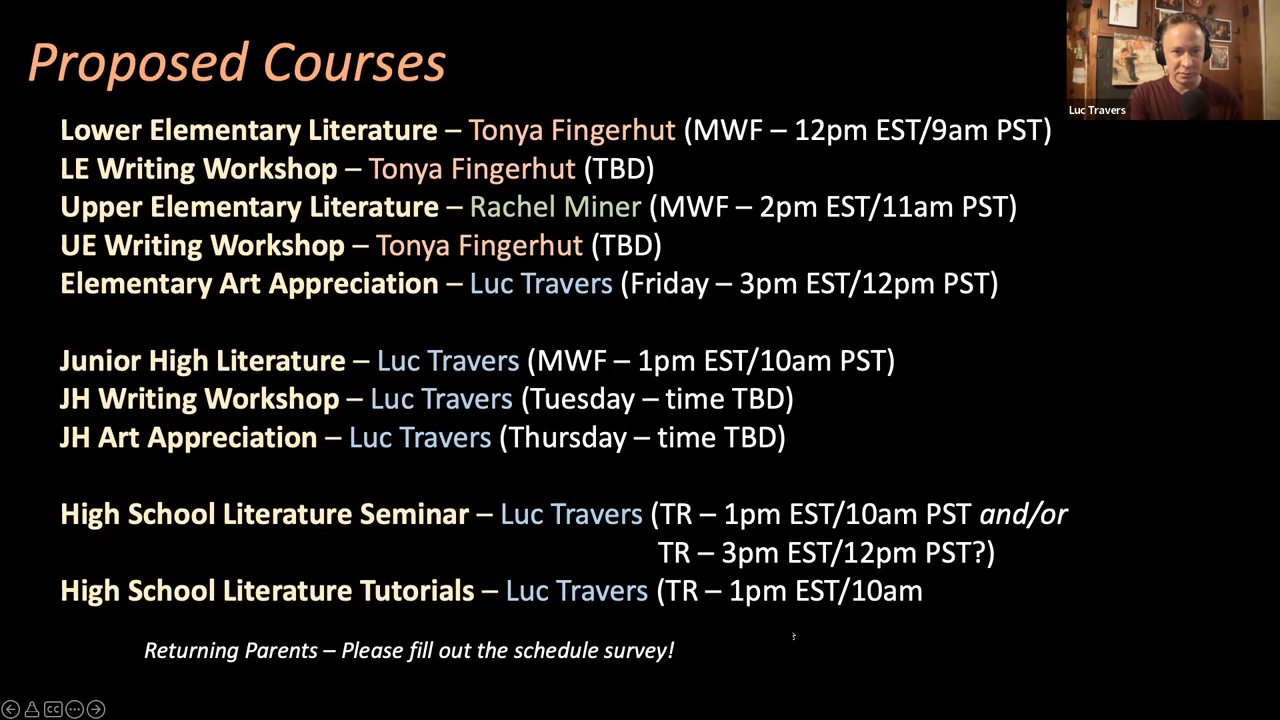 Proposed Courses
Luc Travers
Lower Elementary Literature – Tonya Fingerhut (MWF – 12pm EST/9am PST)
LE Writing Workshop – Tonya Fingerhut (TBD)
Upper Elementary Literature – Rachel Miner (MWF – 2pm EST/11am PST)
UE Writing Workshop – Tonya Fingerhut (TBD)
Elementary Art Appreciation – Luc Travers (Friday – 3pm EST/12pm PST)
Junior High Literature – Luc Travers (MWF – 1pm EST/10am PST)
JH Writing Workshop – Luc Travers (Tuesday – time TBD)
JH Art Appreciation – Luc Travers (Thursday – time TBD)
High School Literature Seminar – Luc Travers (TR – 1pm EST/10am PST and/or
TR – 3pm EST/12pm PST?)
High School Literature Tutorials – Luc Travers (TR – 1pm EST/10am
Returning Parents – Please fill out the schedule survey!
CC